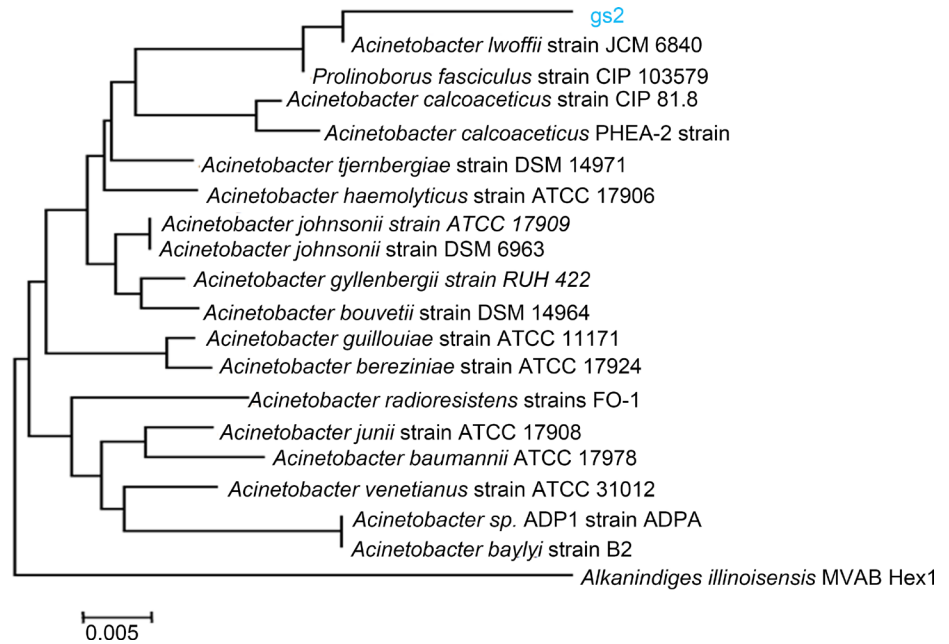 gs2
Acinetobacter lwoffii strain JCM 6840
Prolinoborus fasciculus strain CIP 103579
Acinetobacter calcoaceticus strain CIP 81.8
Acinetobacter calcoaceticus PHEA-2 strain
Acinetobacter tjernbergiae strain DSM 14971
Acinetobacter haemolyticus strain ATCC 17906
Acinetobacter johnsonii strain ATCC 17909
Acinetobacter johnsonii strain DSM 6963
Acinetobacter gyllenbergii strain RUH 422
Acinetobacter bouvetii strain DSM 14964
Acinetobacter guillouiae strain ATCC 11171
Acinetobacter bereziniae strain ATCC 17924
Acinetobacter radioresistens strains FO-1
Acinetobacter junii strain ATCC 17908
Acinetobacter baumannii ATCC 17978
Acinetobacter venetianus strain ATCC 31012
Acinetobacter sp. ADP1 strain ADPA
Acinetobacter baylyi strain B2
Alkanindiges illinoisensis MVAB Hex1
0.005